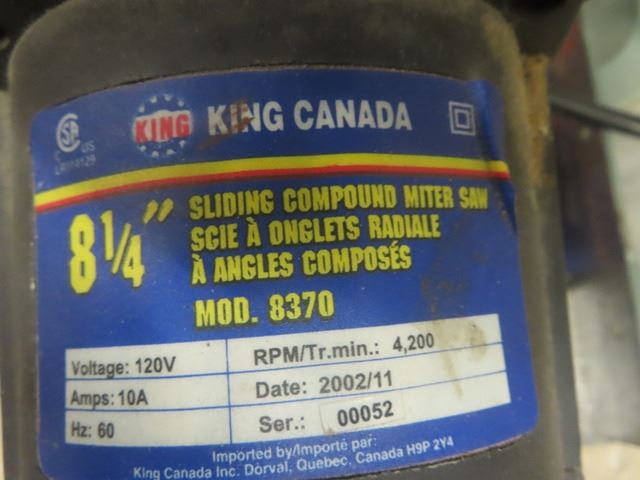 KING KING CANADA
C US
LR114129
8 1/4"
SLIDING COMPOUND MITER SAW
SCIE À ONGLETS RADIALE
À ANGLES COMPOSÉS
MOD. 8370
Voltage: 120V
RPM/Tr.min.: 4,200
Amps: 10A
Date: 2002/11
Hz: 60
Ser.: 00052
Imported by/Importé par:
King Canada Inc. Dorval, Quebec, Canada H9P 2Y4